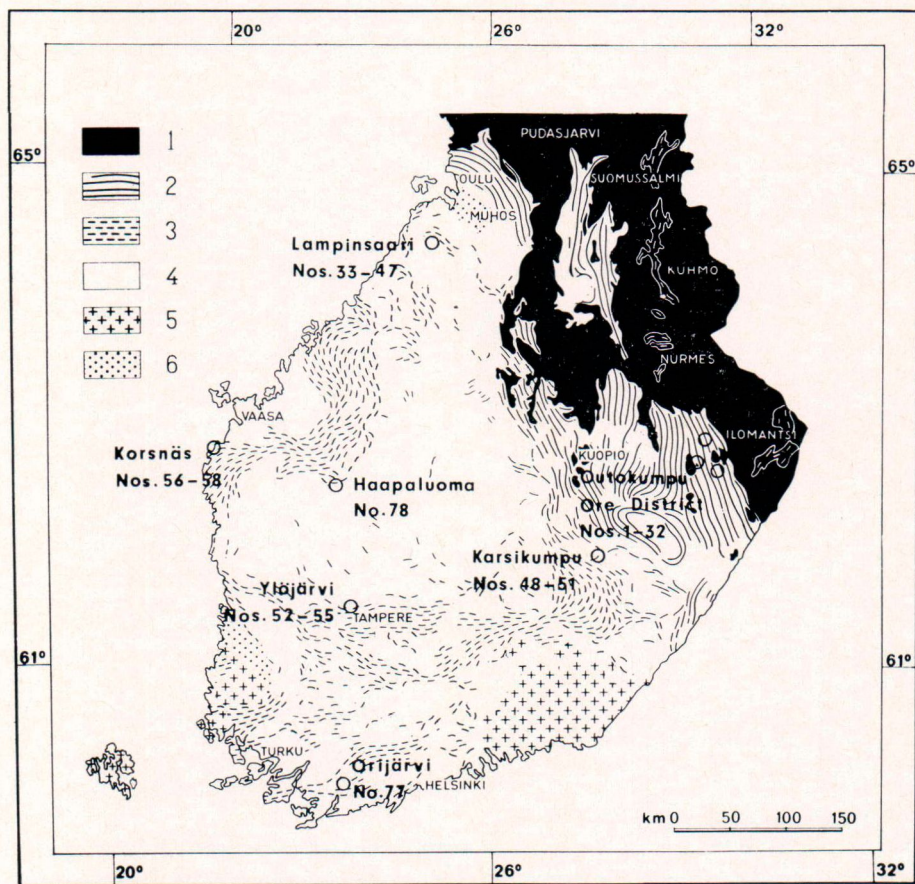 20° 26° 32°
65° 65°
1
2
3
4
5
6
PUDASJARVI
OULU
SUOMUSSALMI
MUHOS
Lampinsaari
Nos. 33–47
KUHMO
NURMES
VAASA
ILOMANTSI
Korsnäs
Nos. 56–58
KUOPIO
Outokumpu
Ore District
Nos. 1–32
Haapaluoma
No. 78
Karsikumpu
Nos. 48–51
Ylöjärvi
Nos. 52–55
TAMPERE
61° 61°
TURKU
Orijärvi
No. 77
HELSINKI
km 0 50 100 150
20° 26° 32°